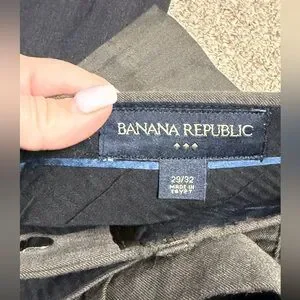 BANANA REPUBLIC
29/32
MADE IN
EGYPT